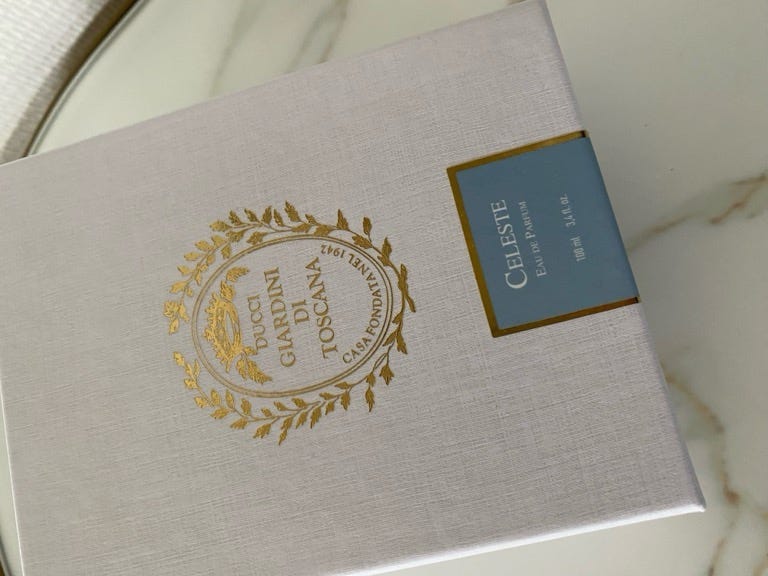 DUCCI
GIARDINI
DI
TOSCANA
CASA FONDATA NEL 1942
CELESTE
EAU DE PARFUM
100 ml 3,4 fl. oz.